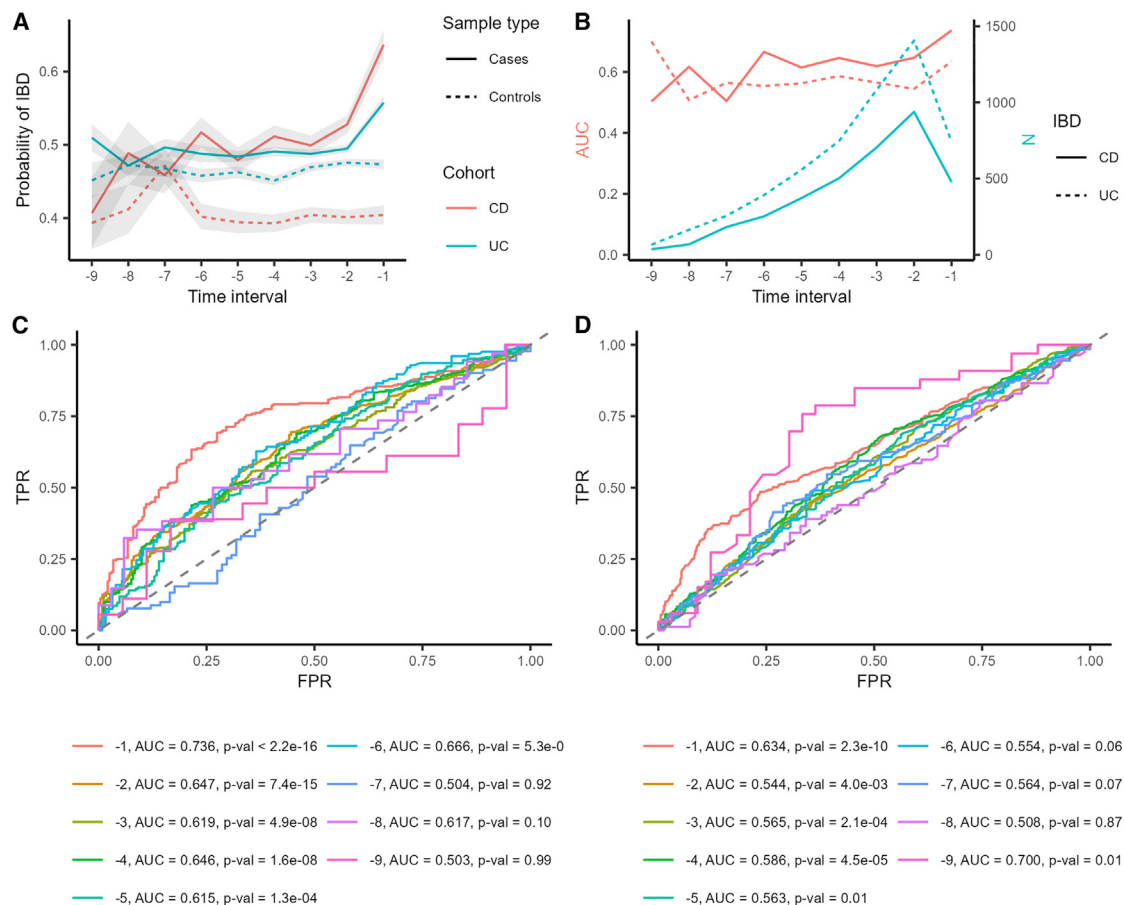 A
Probability of IBD
0.6
0.5
0.4
-9 -8 -7 -6 -5 -4 -3 -2 -1
Time interval
Sample type
Cases
Controls
Cohort
CD
UC
B
AUC
0.6
0.4
0.2
0.0
1500
1000
500
0
N
-9 -8 -7 -6 -5 -4 -3 -2 -1
Time interval
IBD
CD
UC
C
TPR
1.00
0.75
0.50
0.25
0.00
0.00 0.25 0.50 0.75 1.00
FPR
-1, AUC = 0.736, p-val < 2.2e-16
-2, AUC = 0.647, p-val = 7.4e-15
-3, AUC = 0.619, p-val = 4.9e-08
-4, AUC = 0.646, p-val = 1.6e-08
-5, AUC = 0.615, p-val = 1.3e-04
-6, AUC = 0.666, p-val = 5.3e-0
-7, AUC = 0.504, p-val = 0.92
-8, AUC = 0.617, p-val = 0.10
-9, AUC = 0.503, p-val = 0.99
D
TPR
1.00
0.75
0.50
0.25
0.00
0.00 0.25 0.50 0.75 1.00
FPR
-1, AUC = 0.634, p-val = 2.3e-10
-2, AUC = 0.544, p-val = 4.0e-03
-3, AUC = 0.565, p-val = 2.1e-04
-4, AUC = 0.586, p-val = 4.5e-05
-5, AUC = 0.563, p-val = 0.01
-6, AUC = 0.554, p-val = 0.06
-7, AUC = 0.564, p-val = 0.07
-8, AUC = 0.508, p-val = 0.87
-9, AUC = 0.700, p-val = 0.01